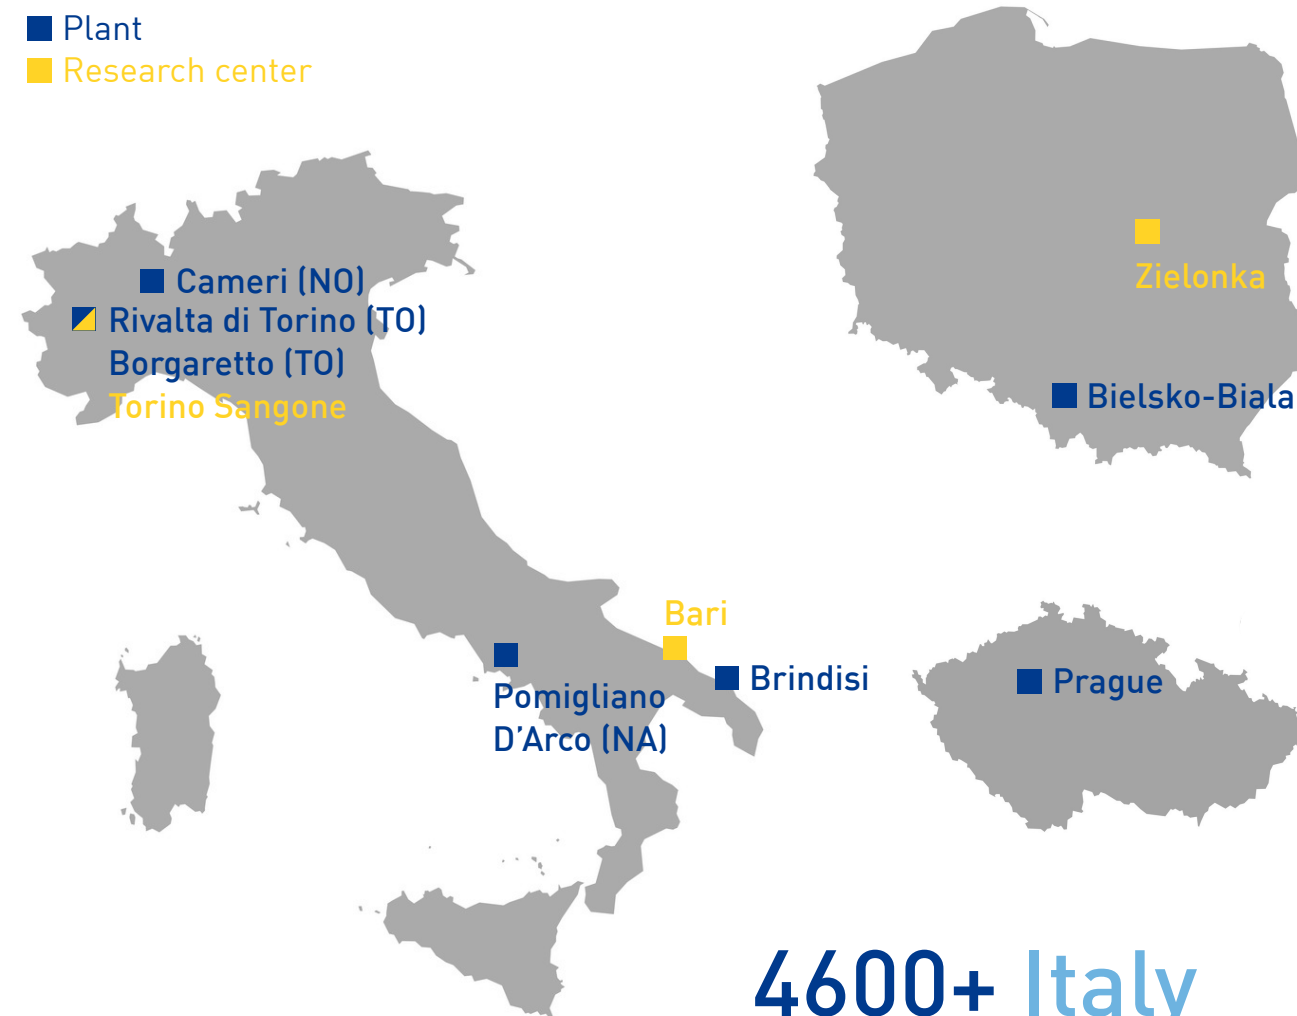 Plant
Research center
Cameri (NO)
Rivalta di Torino (TO)
Borgaretto (TO)
Torino Sangone
Zielonka
Bielsko-Biala
Bari
Brindisi
Pomigliano
D'Arco (NA)
Prague
4600+ Italy